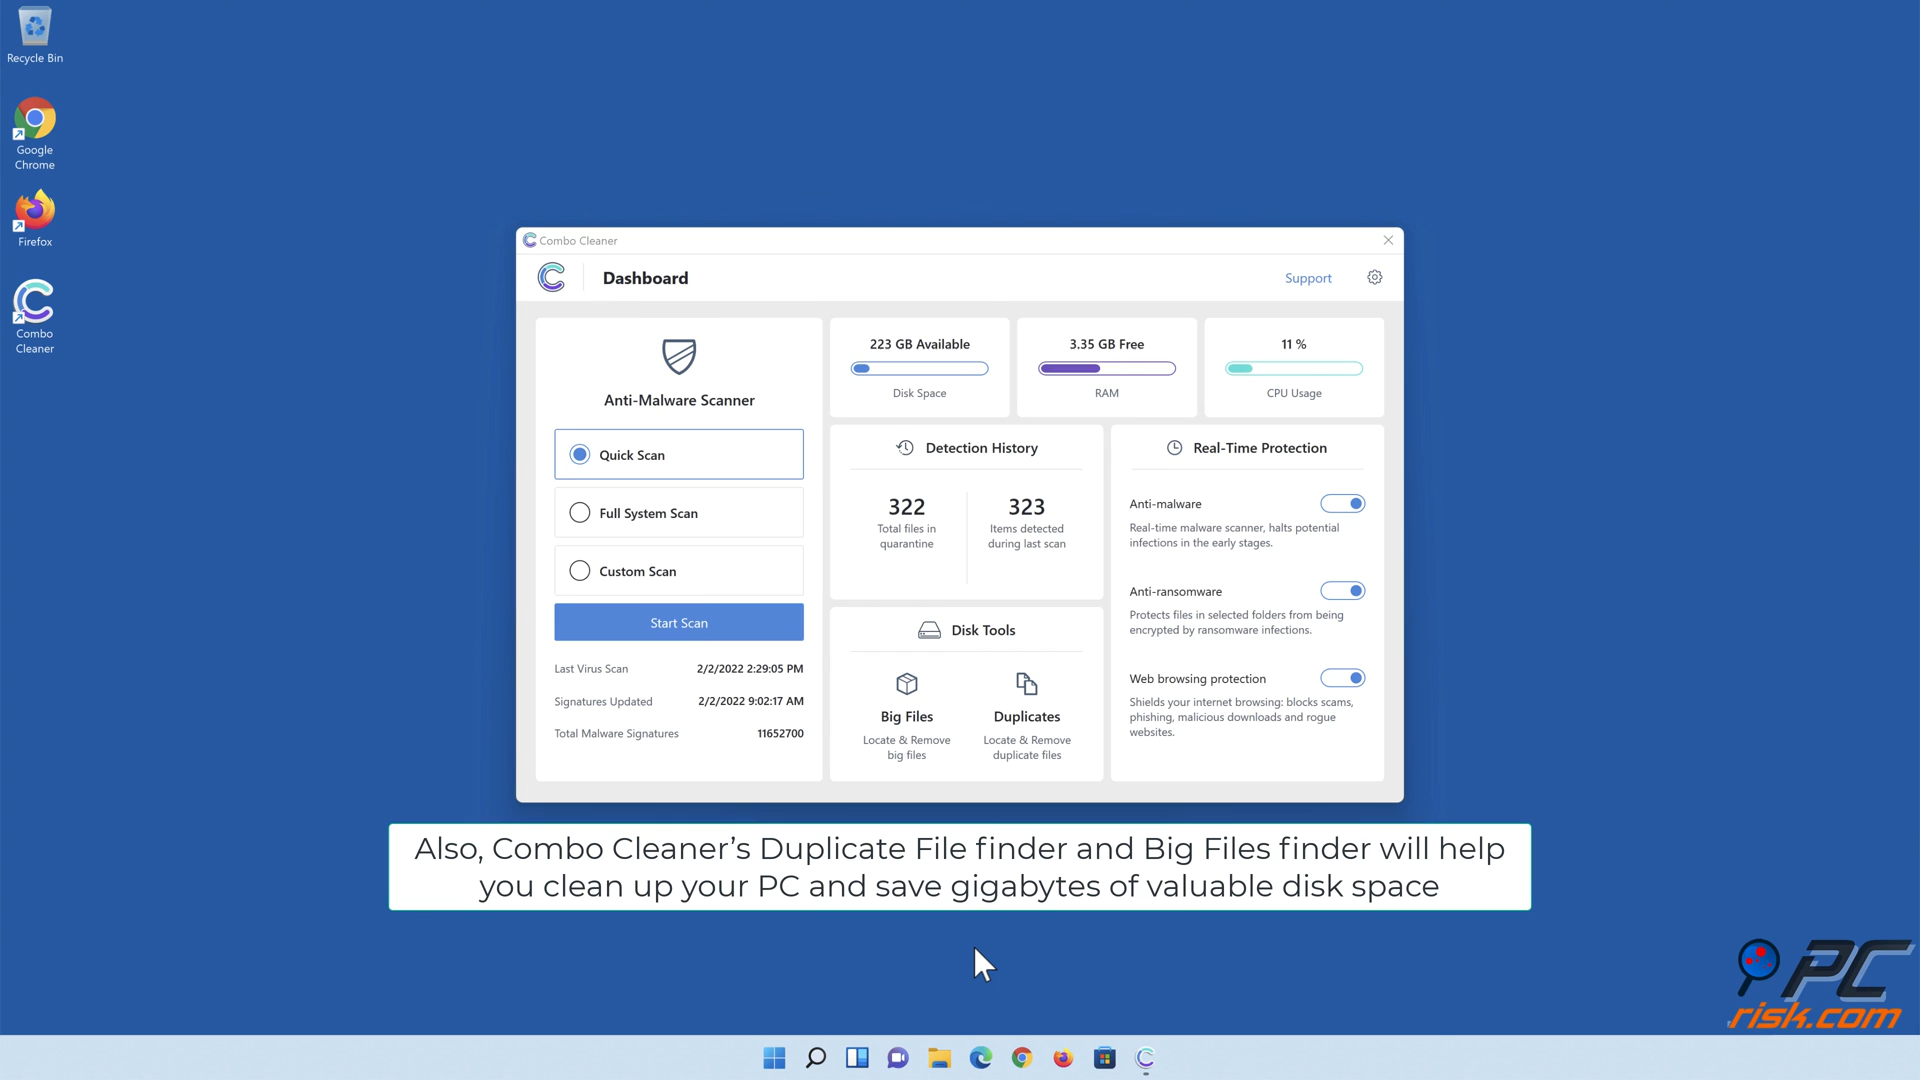 Recycle Bin
Google
Chrome
Firefox
Combo
Cleaner
Combo Cleaner
Dashboard
Support
Anti-Malware Scanner
Quick Scan
Full System Scan
Custom Scan
Start Scan
Last Virus Scan 2/2/2022 2:29:05 PM
Signatures Updated 2/2/2022 9:02:17 AM
Total Malware Signatures 11652700
223 GB Available
Disk Space
3.35 GB Free
RAM
11 %
CPU Usage
Detection History
322
Total files in
quarantine
323
Items detected
during last scan
Disk Tools
Big Files
Locate & Remove
big files
Duplicates
Locate & Remove
duplicate files
Real-Time Protection
Anti-malware
Real-time malware scanner, halts potential
infections in the early stages.
Anti-ransomware
Protects files in selected folders from being
encrypted by ransomware infections.
Web browsing protection
Shields your internet browsing: blocks scams,
phishing, malicious downloads and rogue
websites.
Also, Combo Cleaner’s Duplicate File finder and Big Files finder will help
you clean up your PC and save gigabytes of valuable disk space
PC
risk.com